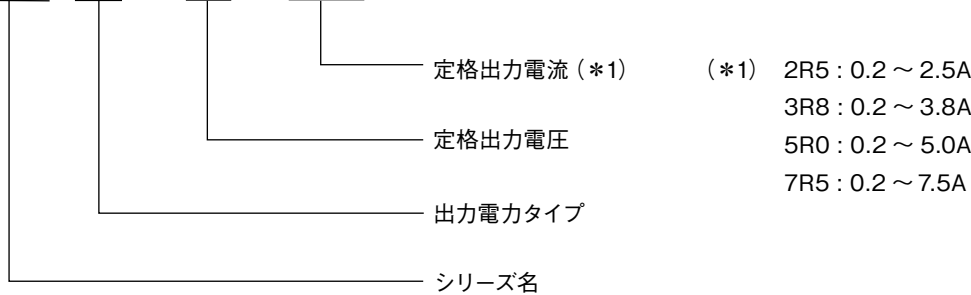 定格出力電流（＊1） （＊1） 2R5 : 0.2 ～ 2.5A
3R8 : 0.2 ～ 3.8A
定格出力電圧
5R0 : 0.2 ～ 5.0A
7R5 : 0.2 ～ 7.5A
出力電力タイプ
シリーズ名